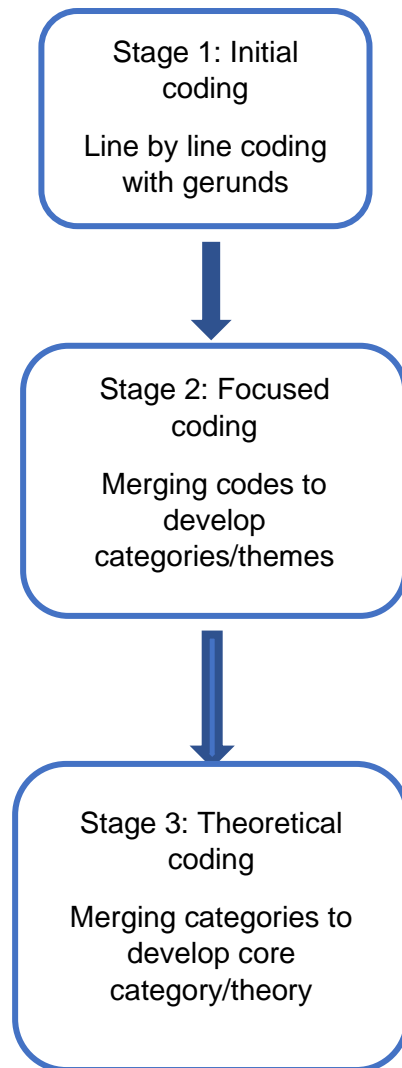 Stage 1: Initial
coding
Line by line coding
with gerunds
Stage 2: Focused
coding
Merging codes to
develop
categories/themes
Stage 3: Theoretical
coding
Merging categories to
develop core
category/theory